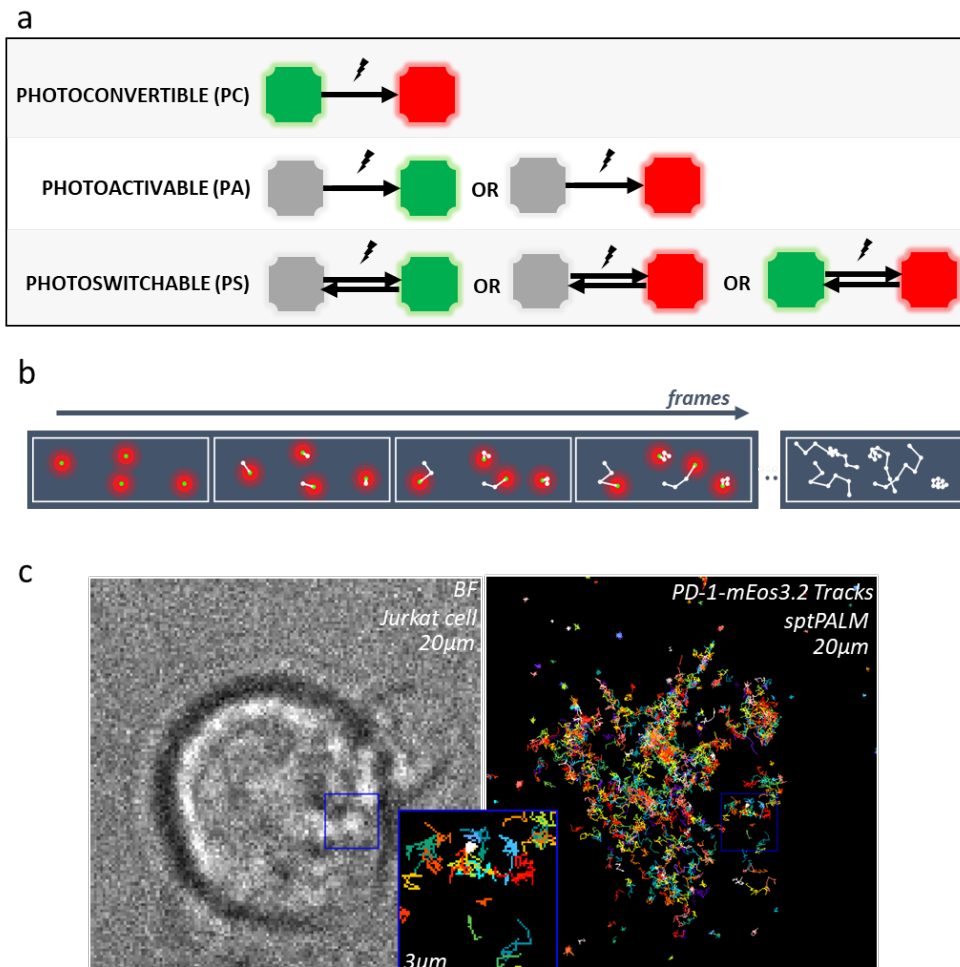 a
PHOTOCONVERTIBLE (PC)
PHOTOACTIVABLE (PA)
OR
PHOTOSWITCHABLE (PS)
OR
OR
b
frames
..
c
BF
Jurkat cell
20µm
PD-1-mEos3.2 Tracks
sptPALM
20µm
3µm